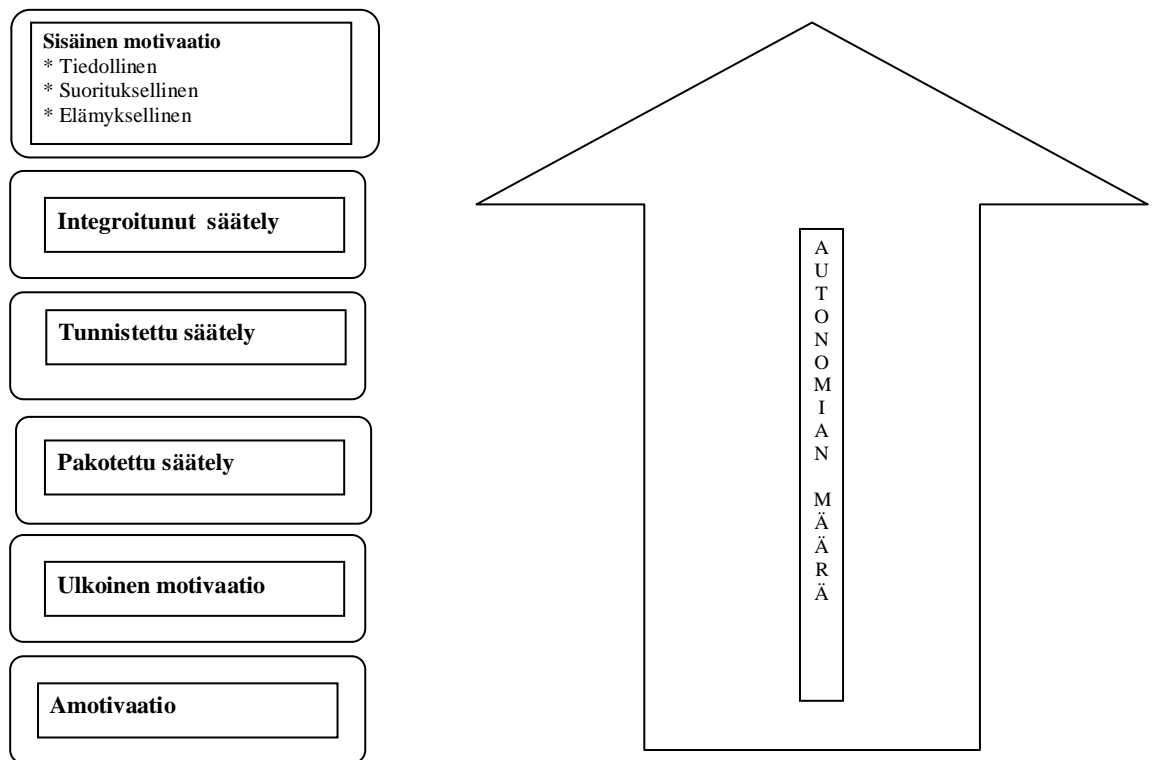 Sisäinen motivaatio
* Tiedollinen
* Suorituksellinen
* Elämyksellinen
Integroitunut säätely
Tunnistettu säätely
Pakotettu säätely
Ulkoinen motivaatio
Amotivaatio
AUTONOMIAN MÄÄRÄ